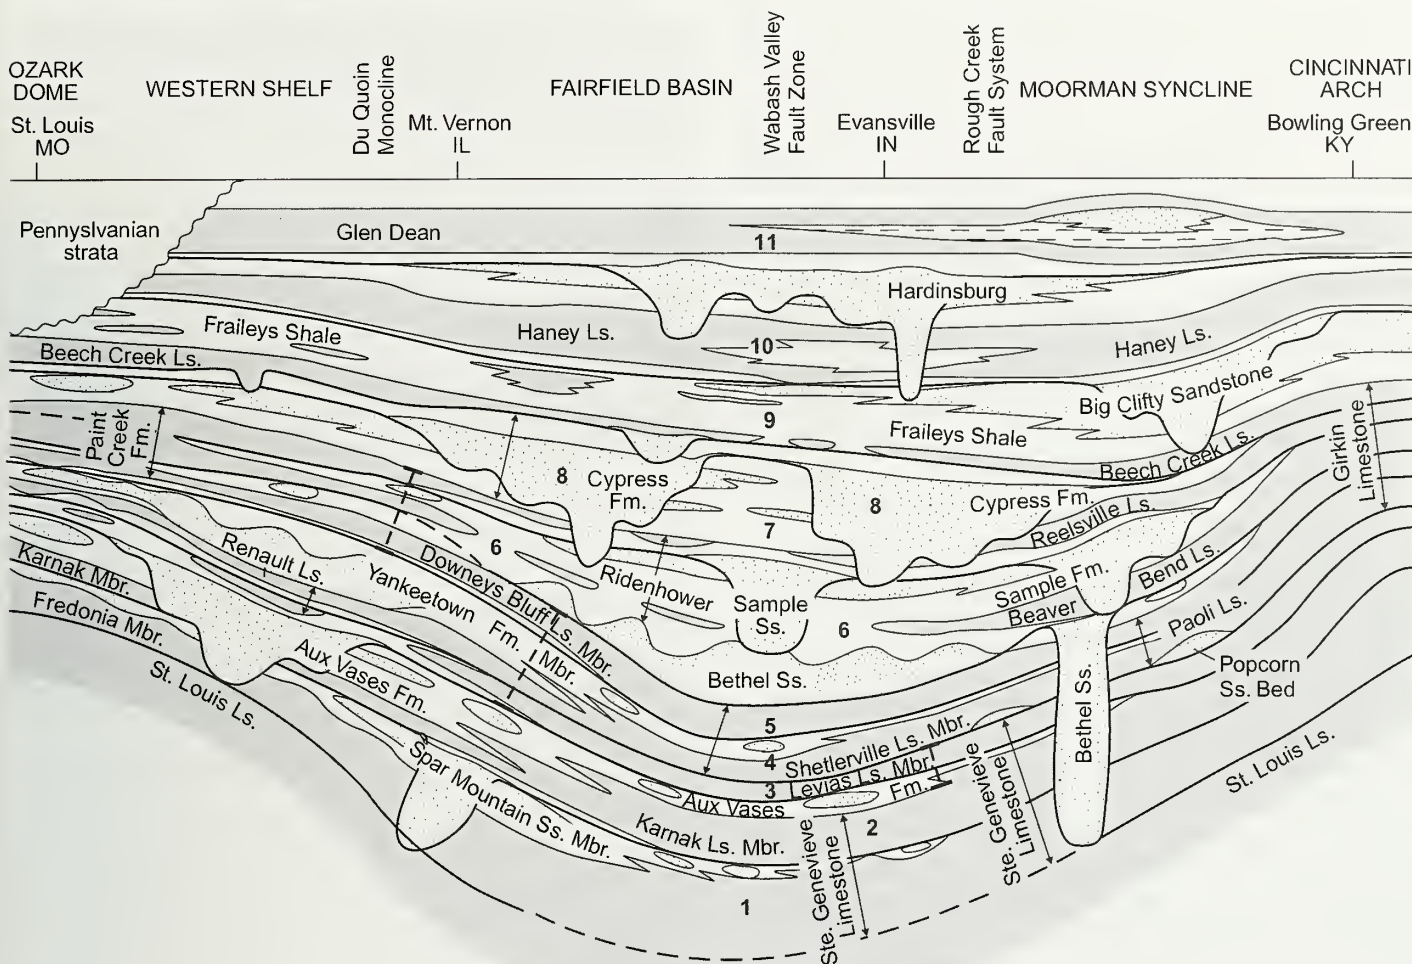 OZARK
DOME
WESTERN SHELF
Du Quoin
Monocline
FAIRFIELD BASIN
Wabash Valley
Fault Zone
Rough Creek
Fault System
MOORMAN SYNCLINE
CINCINNATI
ARCH
St. Louis
MO
Mt. Vernon
IL
Evansville
IN
Bowling Green
KY
Pennyslvanian
strata
Glen Dean
11
Hardinsburg
Fraileys Shale
Haney Ls.
10
Haney Ls.
Beech Creek Ls.
Big Clifty Sandstone
9
Fraileys Shale
Paint
Creek
Fm.
Beech Creek Ls.
Girkin
Limestone
8
Cypress
Fm.
8
Cypress Fm.
Reelsville Ls.
7
6
Downeys Bluff Ls. Mbr.
Ridenhower
Sample
Ss.
6
Sample Fm.
Beaver Bend Ls.
Renault Ls.
Yankeetown Fm.
Mbr.
Karnak Mbr.
Fredonia Mbr.
Paoli Ls.
Popcorn
Ss. Bed
Aux Vases Fm.
Bethel Ss.
Bethel Ss.
St. Louis Ls.
5
4
Shetlerville Ls. Mbr.
3
Levias Ls. Mbr.
Aux Vases Fm.
2
St. Louis Ls.
Spar Mountain Ss. Mbr.
Karnak Ls. Mbr.
Ste. Genevieve
Limestone
Ste. Genevieve
Limestone
1